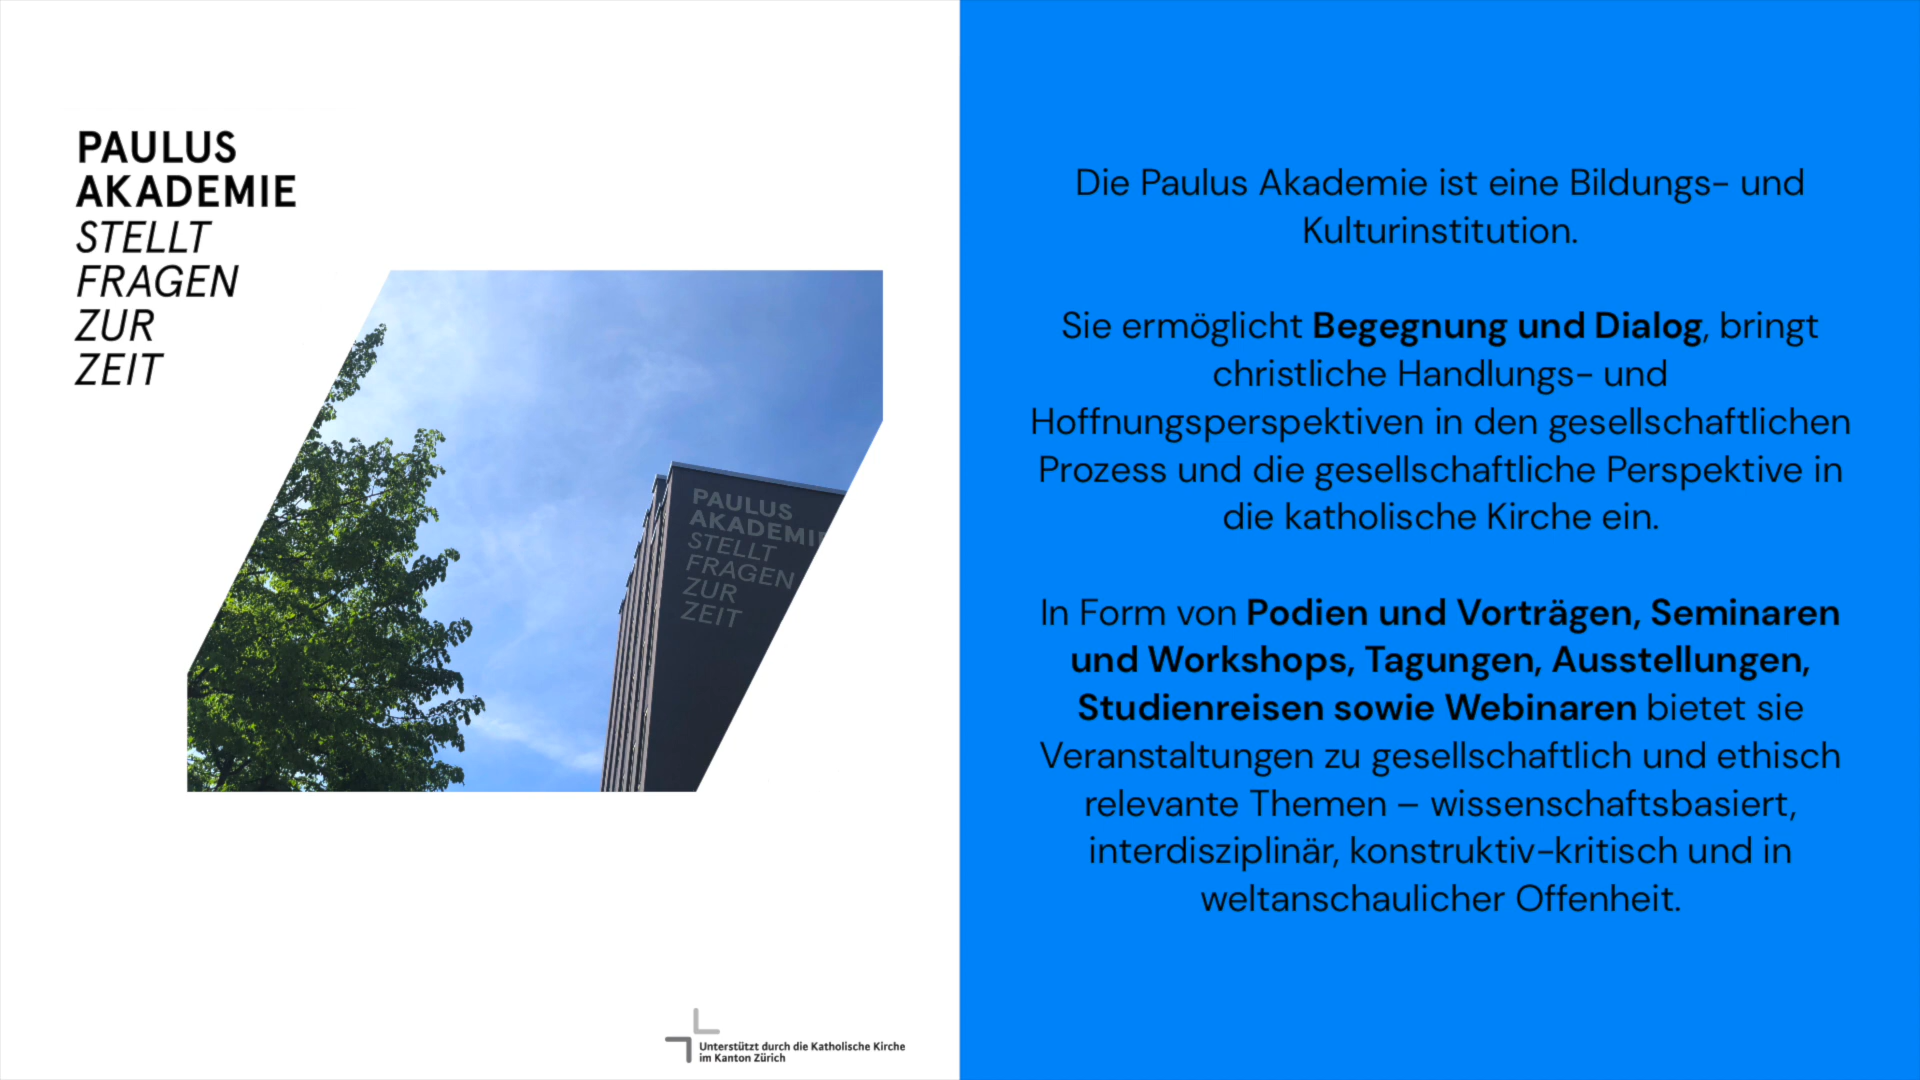 PAULUS
AKADEMIE
STELLT
FRAGEN
ZUR
ZEIT
PAULUS
AKADEMIE
STELLT
FRAGEN
ZUR
ZEIT
Unterstützt durch die Katholische Kirche
im Kanton Zürich
Die Paulus Akademie ist eine Bildungs- und
Kulturinstitution.
Sie ermöglicht Begegnung und Dialog, bringt
christliche Handlungs- und
Hoffnungsperspektiven in den gesellschaftlichen
Prozess und die gesellschaftliche Perspektive in
die katholische Kirche ein.
In Form von Podien und Vorträgen, Seminaren
und Workshops, Tagungen, Ausstellungen,
Studienreisen sowie Webinaren bietet sie
Veranstaltungen zu gesellschaftlich und ethisch
relevante Themen – wissenschaftsbasiert,
interdisziplinär, konstruktiv-kritisch und in
weltanschaulicher Offenheit.